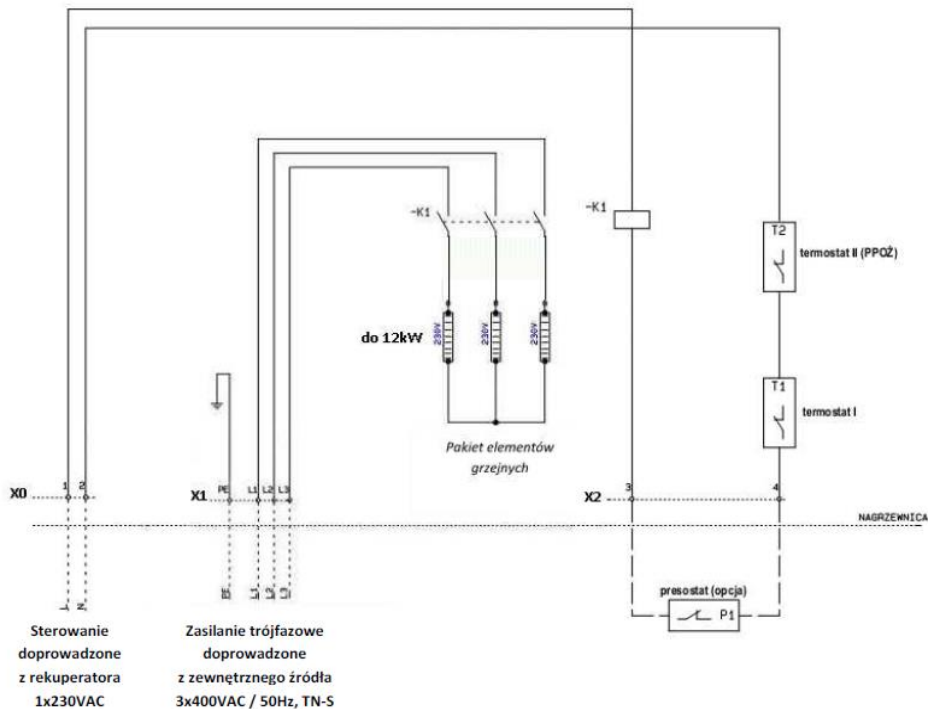 -K1
-K1
T2
termostat II (PPOŻ)
do 12kW
230V
230V
230V
T1
termostat I
Pakiet elementów
grzejnych
X0
1
2
X1
PE
L1
L2
L3
X2
3
4
NAGRZEWNICA
L
N
PE
L1
L2
L3
presostat (opcja)
P1
Sterowanie
doprowadzone
z rekuperatora
1x230VAC
Zasilanie trójfazowe
doprowadzone
z zewnętrznego źródła
3x400VAC / 50Hz, TN-S